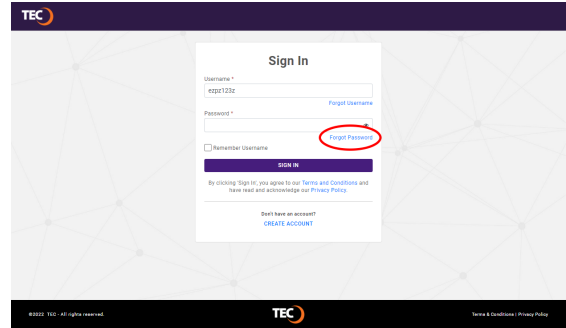 TEC
Sign In
Username *
ezpz123z
Forgot Username
Password *
Forgot Password
Remember Username
SIGN IN
By clicking 'Sign In', you agree to our Terms and Conditions and
have read and acknowledge our Privacy Policy.
Don't have an account?
CREATE ACCOUNT
©2022 TEC - All rights reserved.
TEC
Terms & Conditions | Privacy Policy